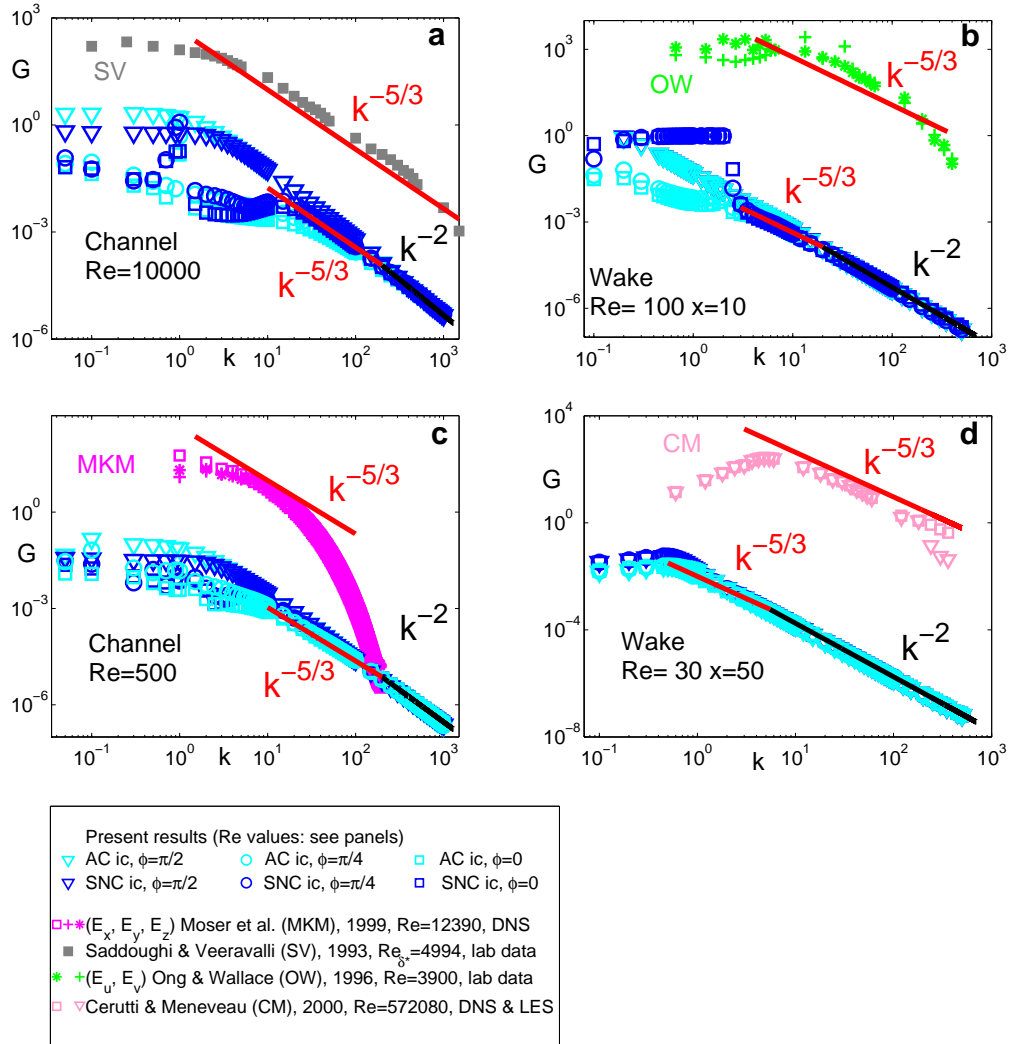 a
G
SV
k^{-5/3}
Channel
Re=10000
k^{-5/3}
k^{-2}
10^2
10^0
10^{-3}
10^{-6}
10^{-1}
10^0
k
10^1
10^2
10^3
b
G
OW
k^{-5/3}
k^{-5/3}
k^{-2}
Wake
Re= 100 x=10
10^3
10^0
10^{-3}
10^{-6}
10^{-1}
10^0
k
10^1
10^2
10^3
c
G
MKM
k^{-5/3}
k^{-2}
Channel
Re=500
k^{-5/3}
10^0
10^{-3}
10^{-6}
10^{-1}
k
10^0
10^1
10^2
10^3
d
G
CM
k^{-5/3}
k^{-5/3}
k^{-2}
Wake
Re= 30 x=50
10^4
10^0
10^{-4}
10^{-8}
10^{-1}
10^0
k
10^1
10^2
10^3
Present results (Re values: see panels)
AC ic, ϕ=π/2 AC ic, ϕ=π/4 AC ic, ϕ=0
SNC ic, ϕ=π/2 SNC ic, ϕ=π/4 SNC ic, ϕ=0
(E_x, E_y, E_z) Moser et al. (MKM), 1999, Re=12390, DNS
Saddoughi & Veeravalli (SV), 1993, Re_{δ*}=4994, lab data
(E_u, E_v) Ong & Wallace (OW), 1996, Re=3900, lab data
Cerutti & Meneveau (CM), 2000, Re=572080, DNS & LES